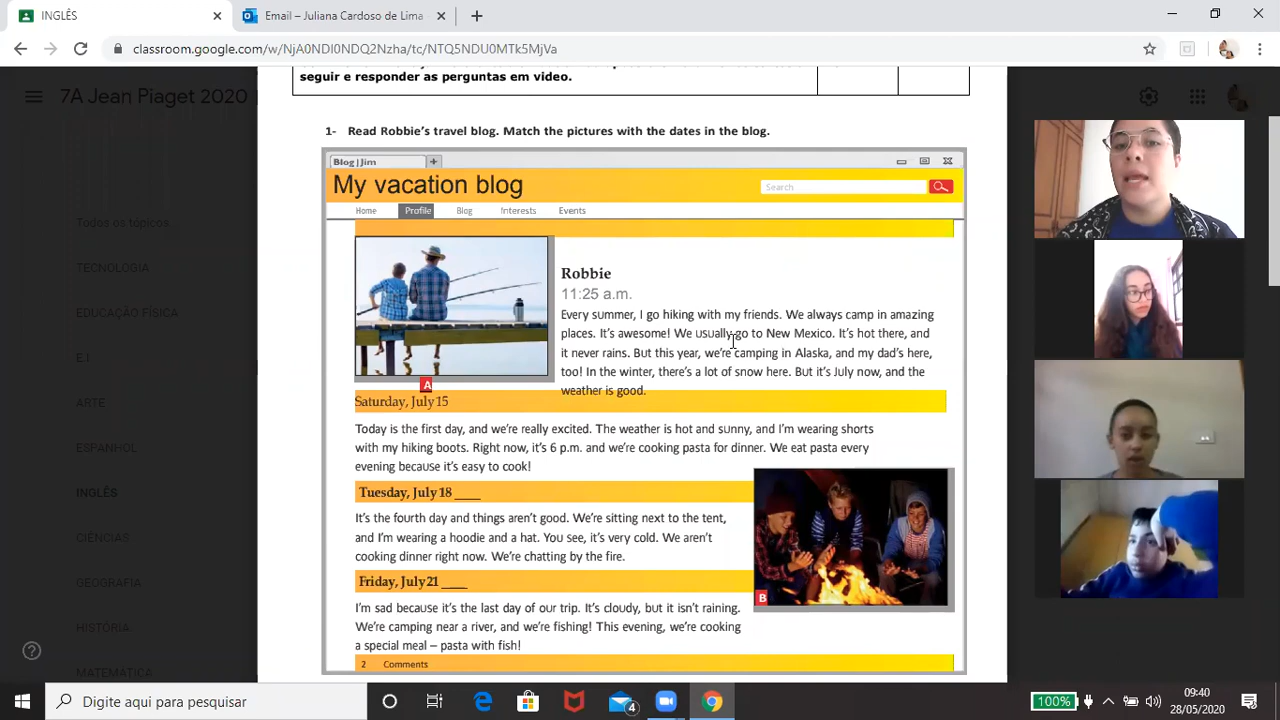 INGLÊS
Email – Juliana Cardoso de Lima -
classroom.google.com/w/NjA0NDI0NDQ2Nzha/tc/NTQ5NDU0MTk5MjVa
7A Jean Piaget 2020
Todos os tópicos
TECNOLOGIA
EDUCAÇÃO FÍSICA
E.I
ARTE
ESPANHOL
INGLÊS
CIÊNCIAS
GEOGRAFIA
HISTÓRIA
MATEMÁTICA
seguir e responder as perguntas em video.
1- Read Robbie's travel blog. Match the pictures with the dates in the blog.
Blog|Jim
My vacation blog
Search
Home Profile Blog Interests Events
Robbie
11:25 a.m.
Every summer, I go hiking with my friends. We always camp in amazing
places. It's awesome! We usually go to New Mexico. It's hot there, and
it never rains. But this year, we're camping in Alaska, and my dad's here,
too! In the winter, there's a lot of snow here. But it's July now, and the
weather is good.
A
Saturday, July 15
Today is the first day, and we're really excited. The weather is hot and sunny, and I'm wearing shorts
with my hiking boots. Right now, it's 6 p.m. and we're cooking pasta for dinner. We eat pasta every
evening because it's easy to cook!
Tuesday, July 18 ____
It's the fourth day and things aren't good. We're sitting next to the tent,
and I'm wearing a hoodie and a hat. You see, it's very cold. We aren't
cooking dinner right now. We're chatting by the fire.
B
Friday, July 21 ____
I'm sad because it's the last day of our trip. It's cloudy, but it isn't raining.
We're camping near a river, and we're fishing! This evening, we're cooking
a special meal – pasta with fish!
2 Comments
Digite aqui para pesquisar
4
100%
09:40
28/05/2020